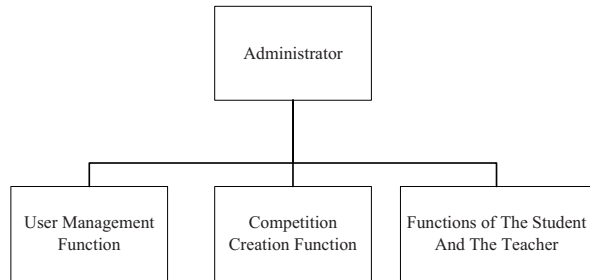 Administrator
User Management
Function
Competition
Creation Function
Functions of The Student
And The Teacher